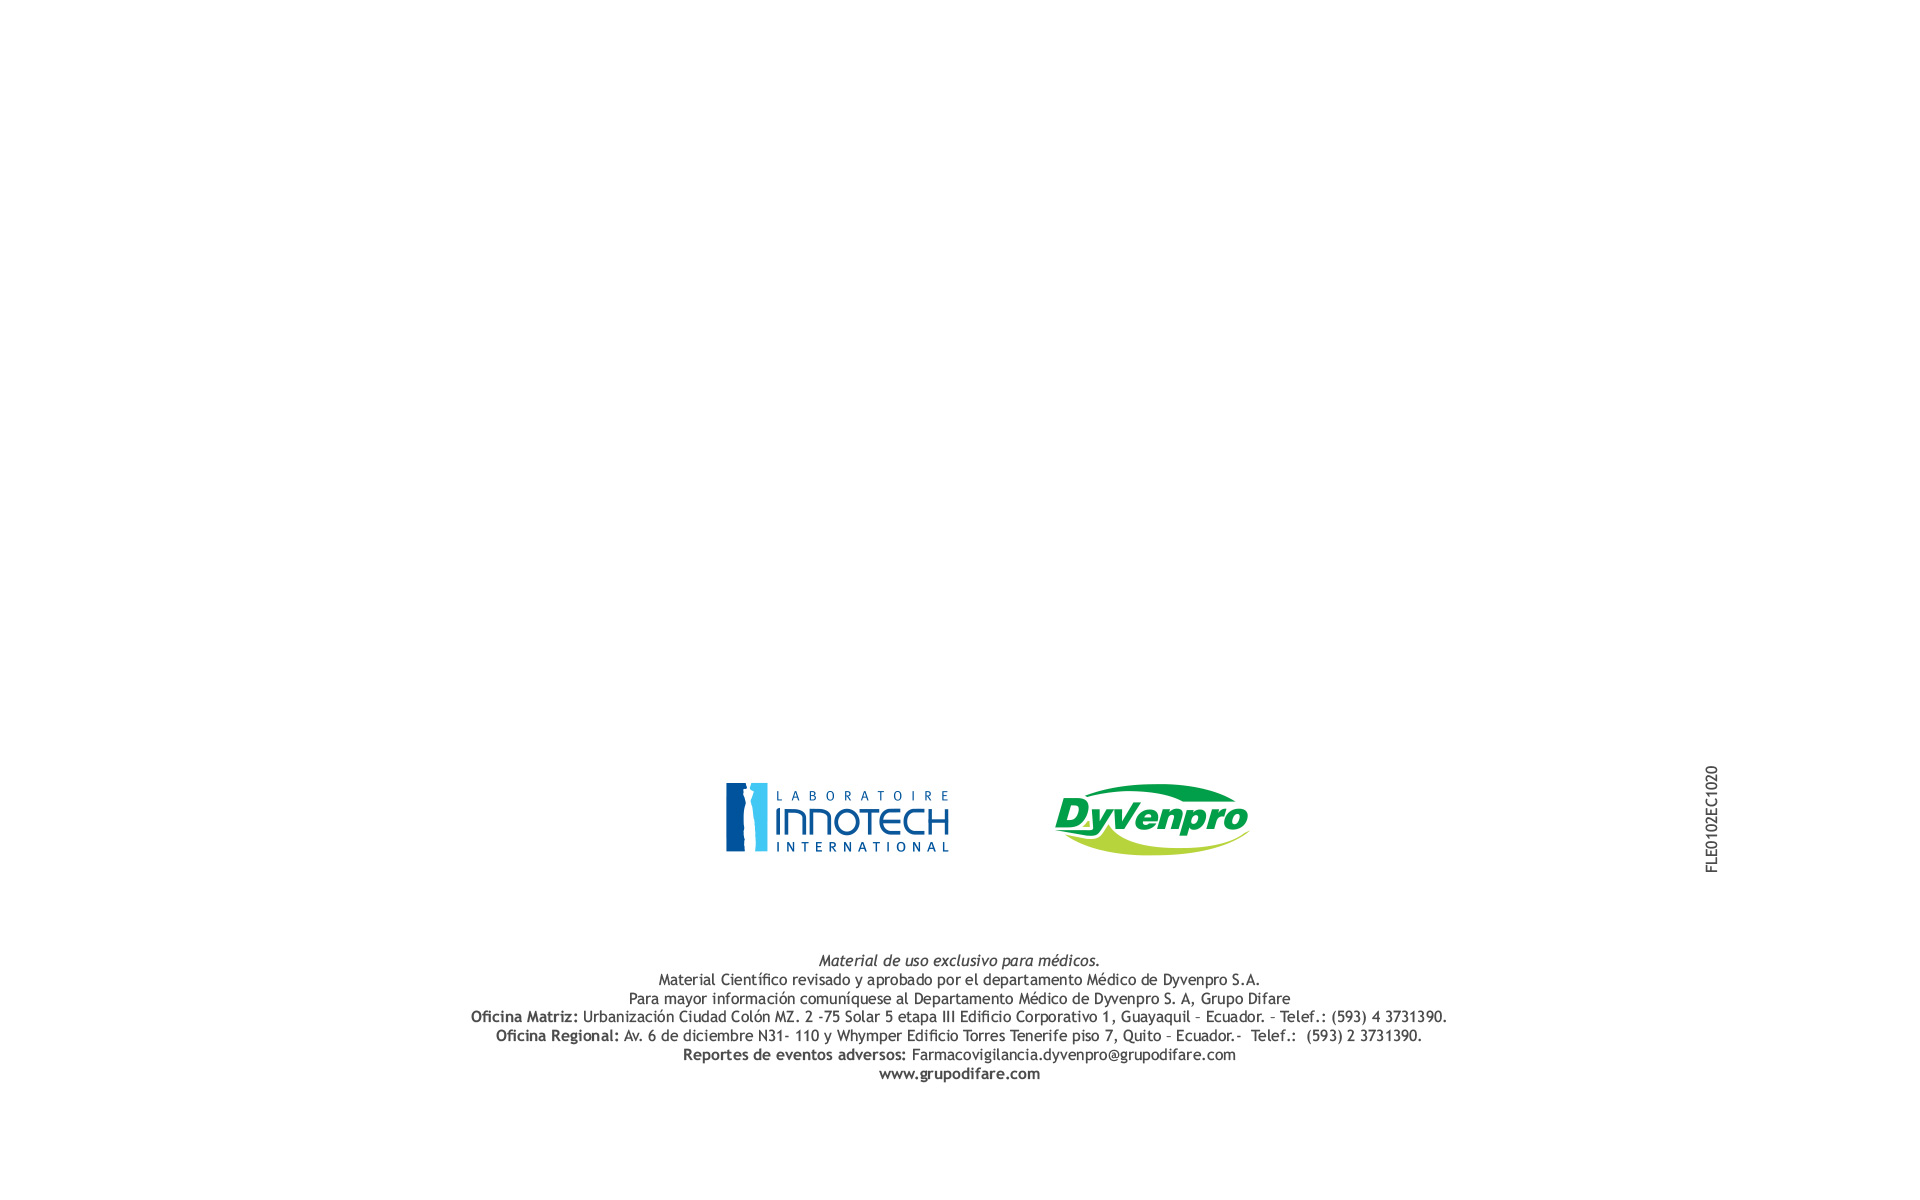 LABORATOIRE
INNOTECH
INTERNATIONAL
Dyvenpro
FLE0102EC1020
Material de uso exclusivo para médicos.
Material Científico revisado y aprobado por el departamento Médico de Dyvenpro S.A.
Para mayor información comuníquese al Departamento Médico de Dyvenpro S. A, Grupo Difare
Oficina Matriz: Urbanización Ciudad Colón MZ. 2 -75 Solar 5 etapa III Edificio Corporativo 1, Guayaquil – Ecuador. – Telef.: (593) 4 3731390.
Oficina Regional: Av. 6 de diciembre N31- 110 y Whymper Edificio Torres Tenerife piso 7, Quito – Ecuador.-  Telef.:  (593) 2 3731390.
Reportes de eventos adversos: Farmacovigilancia.dyvenpro@grupodifare.com
www.grupodifare.com